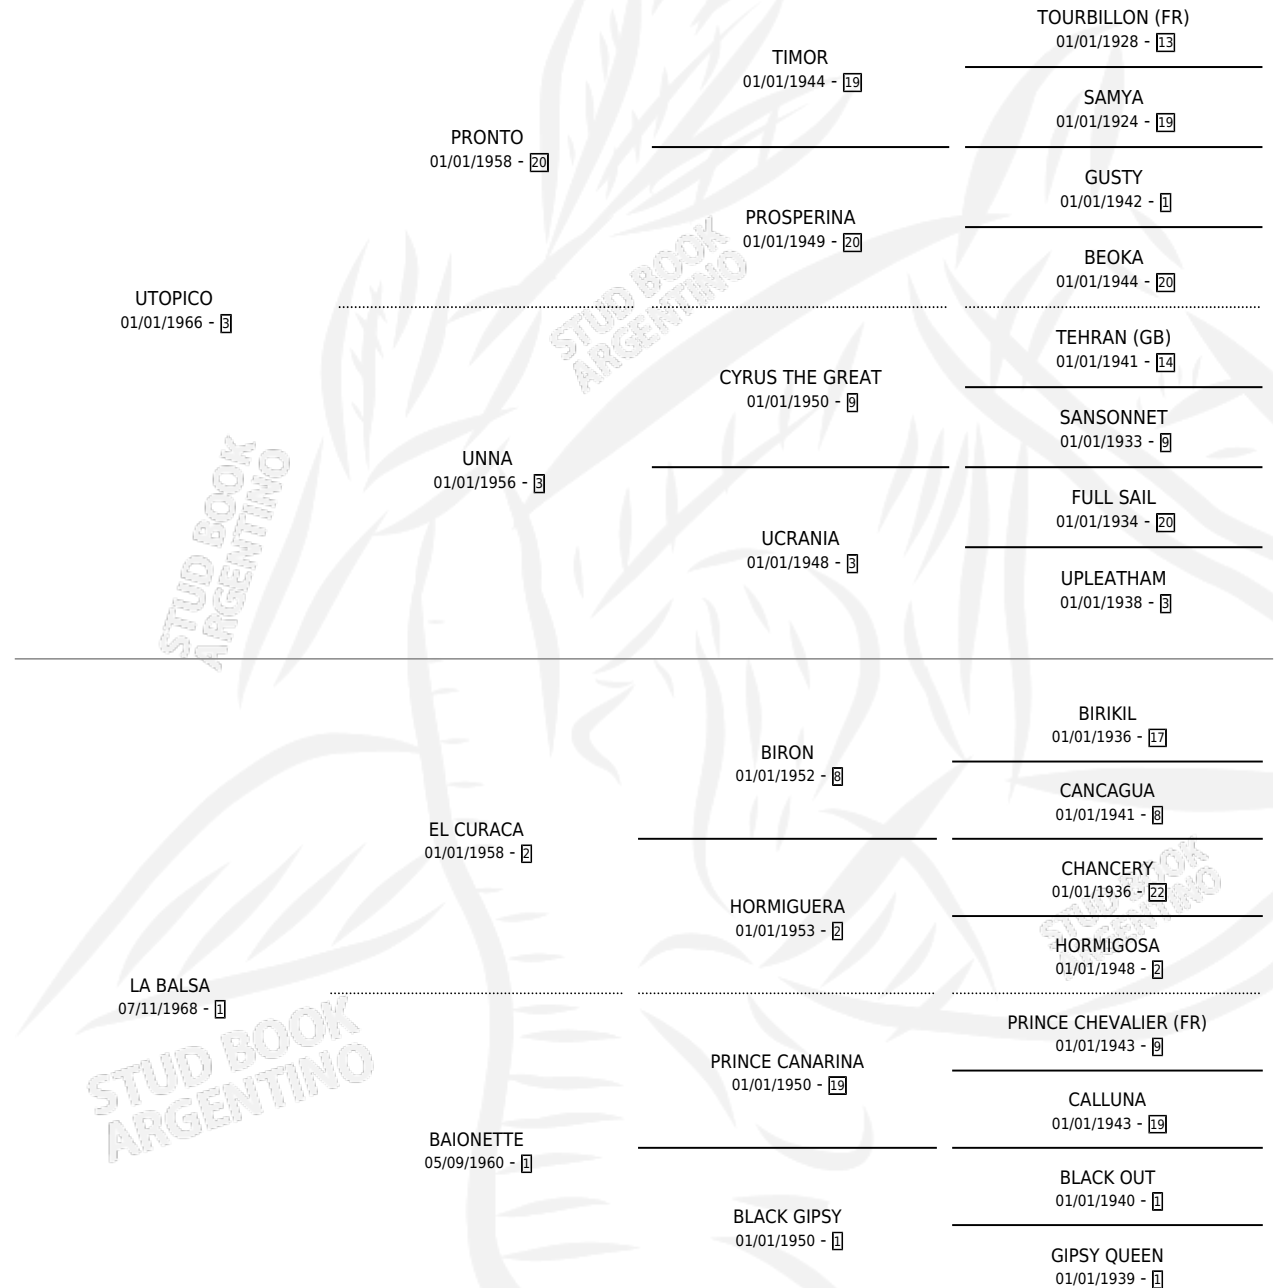 TOURBILLON (FR)
01/01/1928 - 13
TIMOR
01/01/1944 - 19
SAMYA
01/01/1924 - 19
PRONTO
01/01/1958 - 20
GUSTY
01/01/1942 - 1
PROSPERINA
01/01/1949 - 20
BEOKA
01/01/1944 - 20
UTOPICO
01/01/1966 - 3
STUD BOOK
ARGENTINO
TEHRAN (GB)
01/01/1941 - 14
CYRUS THE GREAT
01/01/1950 - 9
SANSONNET
01/01/1933 - 9
UNNA
01/01/1956 - 3
FULL SAIL
01/01/1934 - 20
UCRANIA
01/01/1948 - 3
UPLEATHAM
01/01/1938 - 3
STUD BOOK
ARGENTINO
BIRIKIL
01/01/1936 - 17
BIRON
01/01/1952 - 8
CANCAGUA
01/01/1941 - 8
EL CURACA
01/01/1958 - 2
CHANCERY
01/01/1936 - 22
HORMIGUERA
01/01/1953 - 2
HORMIGOSA
01/01/1948 - 2
STUD BOOK
ARGENTINO
LA BALSA
07/11/1968 - 1
PRINCE CHEVALIER (FR)
01/01/1943 - 9
PRINCE CANARINA
01/01/1950 - 19
CALLUNA
01/01/1943 - 19
STUD BOOK
ARGENTINO
BAIONETTE
05/09/1960 - 1
BLACK OUT
01/01/1940 - 1
BLACK GIPSY
01/01/1950 - 1
GIPSY QUEEN
01/01/1939 - 1